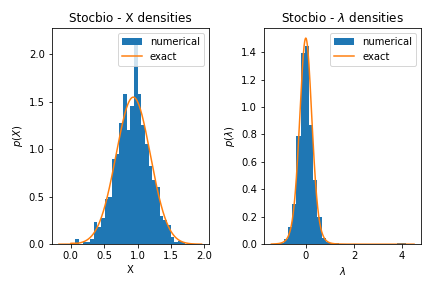 Stocbio - X densities
numerical
exact
p(X)
2.0
1.5
1.0
0.5
0.0
0.0 0.5 1.0 1.5 2.0
X
Stocbio - λ densities
numerical
exact
p(λ)
1.4
1.2
1.0
0.8
0.6
0.4
0.2
0.0
0 2 4
λ